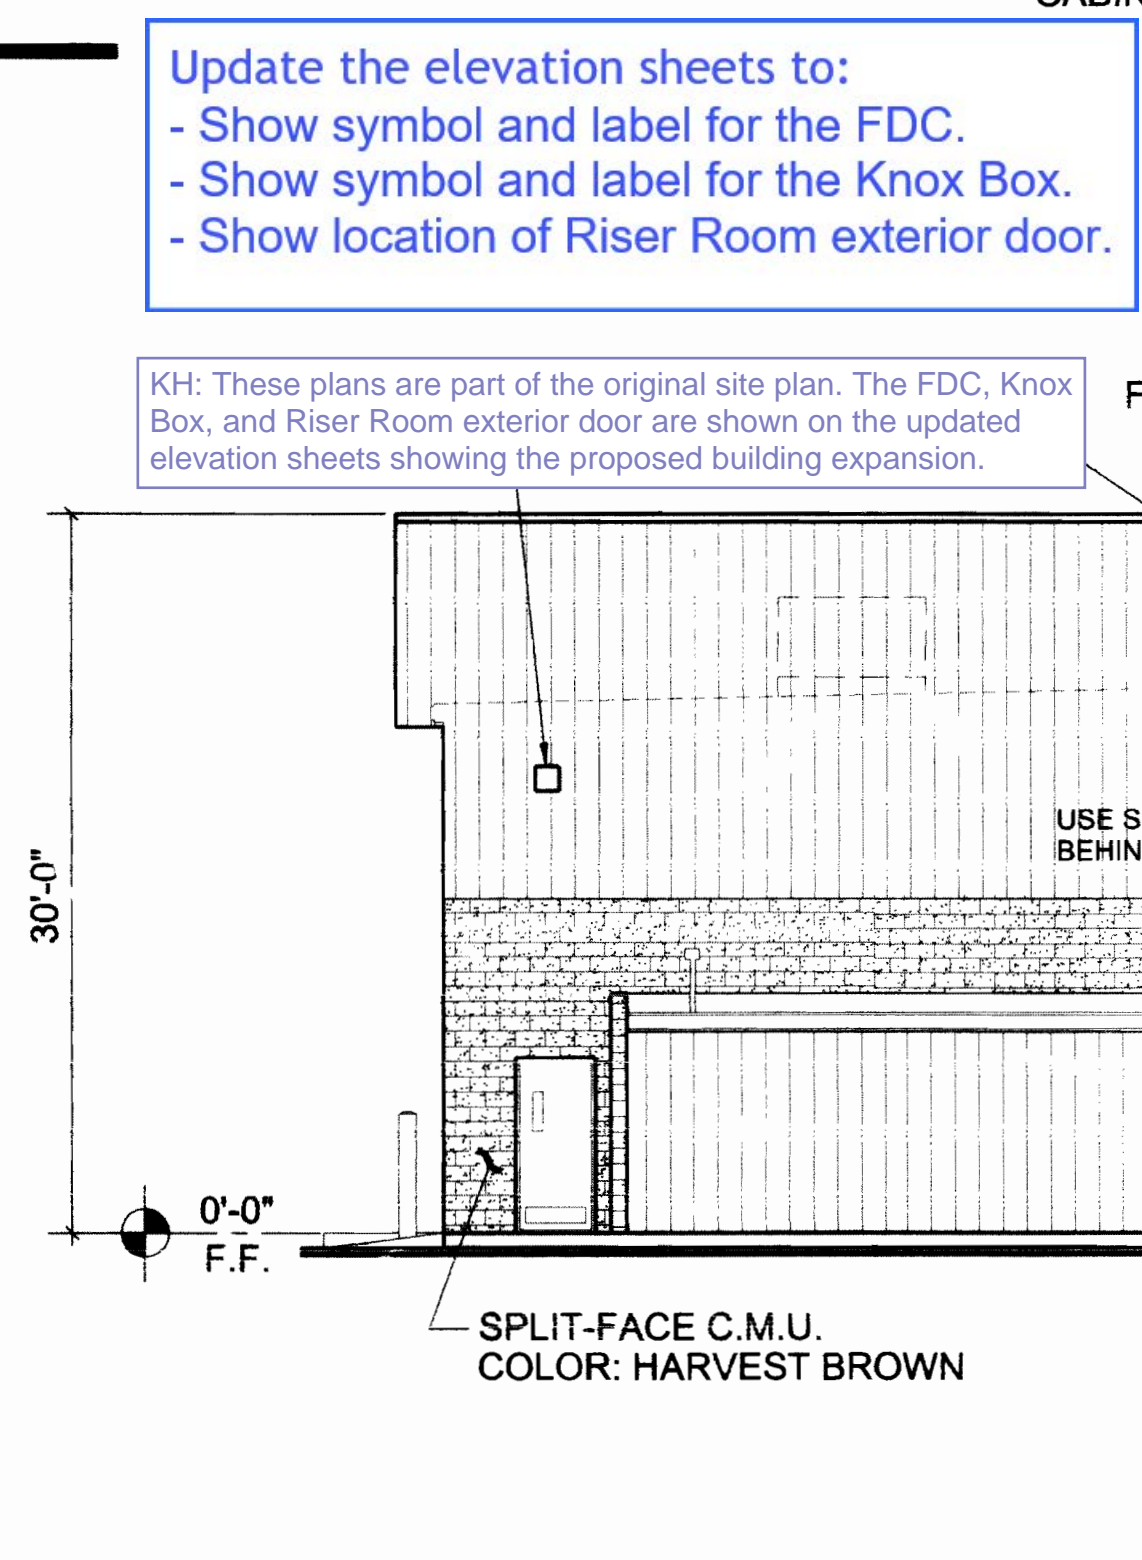 Update the elevation sheets to:
- Show symbol and label for the FDC.
- Show symbol and label for the Knox Box.
- Show location of Riser Room exterior door.
KH: These plans are part of the original site plan. The FDC, Knox
Box, and Riser Room exterior door are shown on the updated
elevation sheets showing the proposed building expansion.
USE S
BEHIN
30'-0"
0'-0"
F.F.
SPLIT-FACE C.M.U.
COLOR: HARVEST BROWN